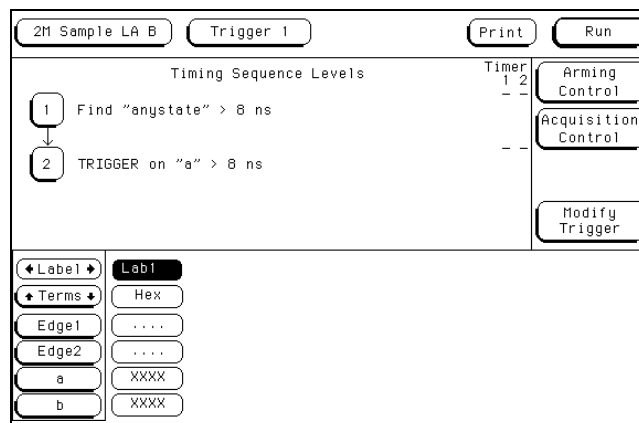 2M Sample LA B Trigger 1 Print Run
Timing Sequence Levels
Timer
1 2
- -
1 Find "anystate" > 8 ns
- -
2 TRIGGER on "a" > 8 ns
Arming
Control
Acquisition
Control
Modify
Trigger
←Label→ Lab1
↑Terms↓ Hex
Edge1 ....
Edge2 ....
a XXXX
b XXXX